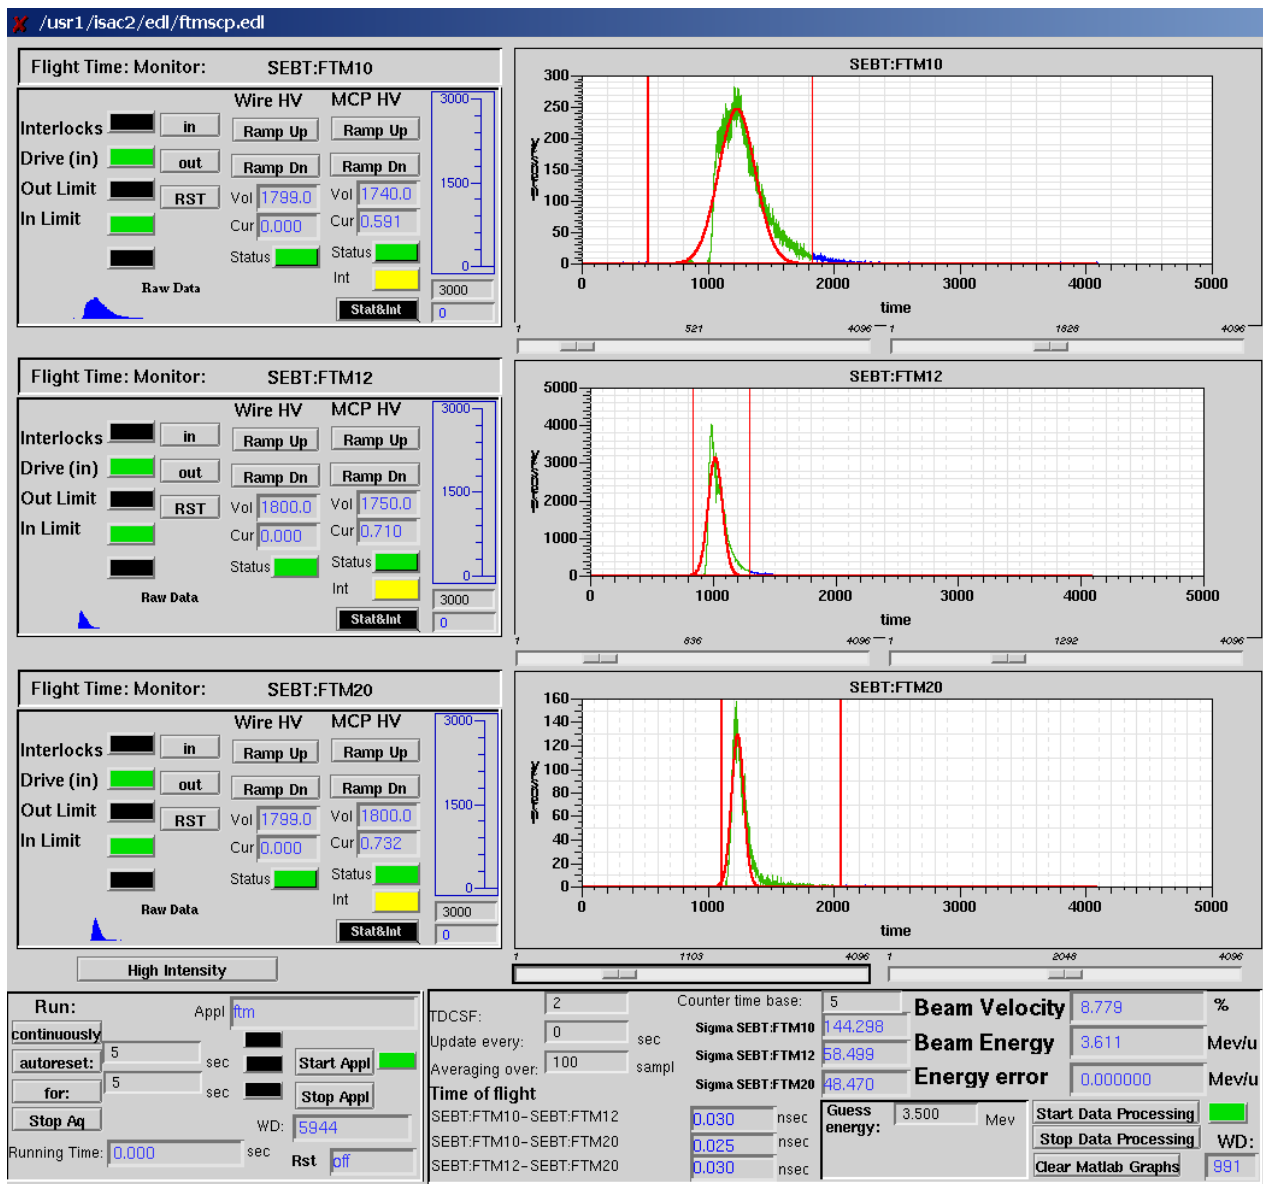 /usr1/isac2/edl/ftmscp.edl
Flight Time: Monitor: SEBT:FTM10
Wire HV MCP HV
Interlocks in Ramp Up Ramp Up
Drive (in) out Ramp Dn Ramp Dn
Out Limit RST Vol 1799.0 Vol 1740.0
In Limit Cur 0.000 Cur 0.591
Status Status
Int
Raw Data
Stat&Int
3000
1500
0
3000
0
SEBT:FTM10
300
250
200
150
100
50
0
0 1000 2000 3000 4000 5000
time
1 521 4096 1 1828 4096
Flight Time: Monitor: SEBT:FTM12
Wire HV MCP HV
Interlocks in Ramp Up Ramp Up
Drive (in) out Ramp Dn Ramp Dn
Out Limit RST Vol 1800.0 Vol 1750.0
In Limit Cur 0.000 Cur 0.710
Status Status
Int
Raw Data
Stat&Int
3000
1500
0
3000
0
SEBT:FTM12
5000
4000
3000
2000
1000
0
0 1000 2000 3000 4000 5000
time
1 836 4096 1 1292 4096
Flight Time: Monitor: SEBT:FTM20
Wire HV MCP HV
Interlocks in Ramp Up Ramp Up
Drive (in) out Ramp Dn Ramp Dn
Out Limit RST Vol 1799.0 Vol 1800.0
In Limit Cur 0.000 Cur 0.732
Status Status
Int
Raw Data
Stat&Int
3000
1500
0
3000
0
SEBT:FTM20
160
140
120
100
80
60
40
20
0
0 1000 2000 3000 4000 5000
time
1 1103 4096 1 2048 4096
High Intensity
Run: Appl ftm
continuously
autoreset: 5 sec Start Appl
for: 5 sec Stop Appl
Stop Aq WD: 5944
Running Time: 0.000 sec Rst off
TDCSF: 2 Counter time base: 5
Update every: 0 sec Sigma SEBT:FTM10 144.298
Averaging over: 100 sampl Sigma SEBT:FTM12 58.499
Sigma SEBT:FTM20 48.470
Beam Velocity 8.779 %
Beam Energy 3.611 Mev/u
Energy error 0.000000 Mev/u
Time of flight
SEBT:FTM10-SEBT:FTM12 0.030 nsec
SEBT:FTM10-SEBT:FTM20 0.025 nsec
SEBT:FTM12-SEBT:FTM20 0.030 nsec
Guess energy: 3.500 Mev
Start Data Processing
Stop Data Processing WD:
Clear Matlab Graphs 991